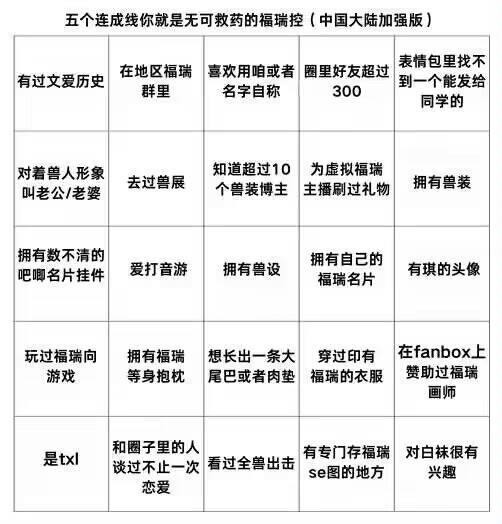 五个连成线你就是无可救药的福瑞控（中国大陆加强版）
有过文爱历史
在地区福瑞
群里
喜欢用咱或者
名字自称
圈里好友超过
300
表情包里找不
到一个能发给
同学的
对着兽人形象
叫老公/老婆
去过兽展
知道超过10
个兽装博主
为虚拟福瑞
主播刷过礼物
拥有兽装
拥有数不清的
吧唧名片挂件
爱打音游
拥有兽设
拥有自己的
福瑞名片
有琪的头像
玩过福瑞向
游戏
拥有福瑞
等身抱枕
想长出一条大
尾巴或者肉垫
穿过印有
福瑞的衣服
在fanbox上
赞助过福瑞
画师
是txl
和圈子里的人
谈过不止一次
恋爱
看过全兽出击
有专门存福瑞
se图的地方
对白袜很有
兴趣